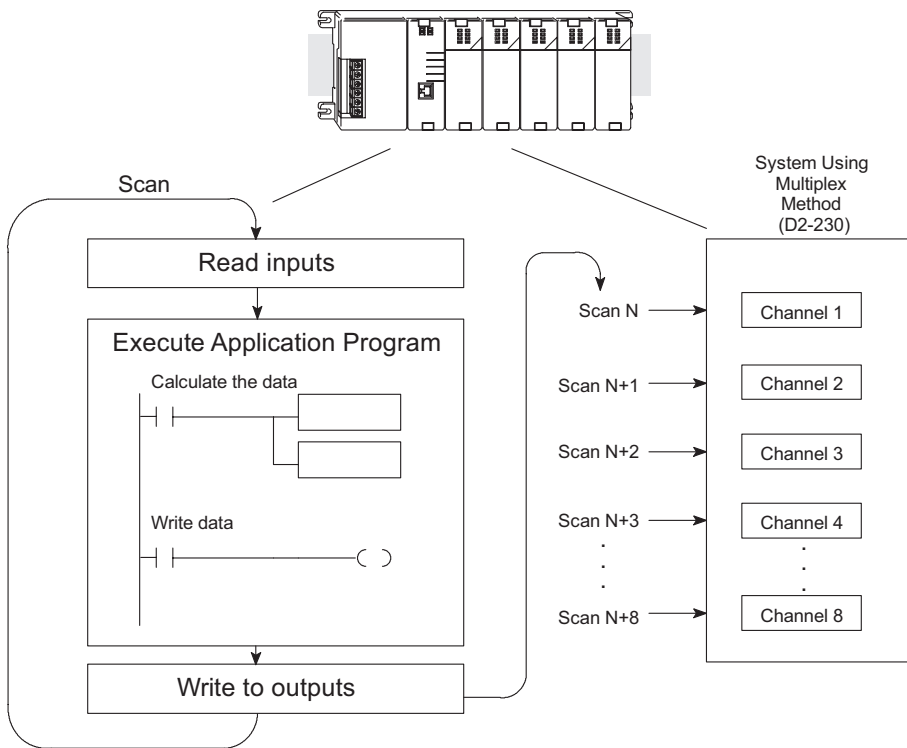 System Using
Multiplex
Method
(D2-230)
Scan
Read inputs
Execute Application Program
Calculate the data
Write data
Write to outputs
Scan N
Channel 1
Scan N+1
Channel 2
Scan N+2
Channel 3
Scan N+3
Channel 4
Scan N+8
Channel 8